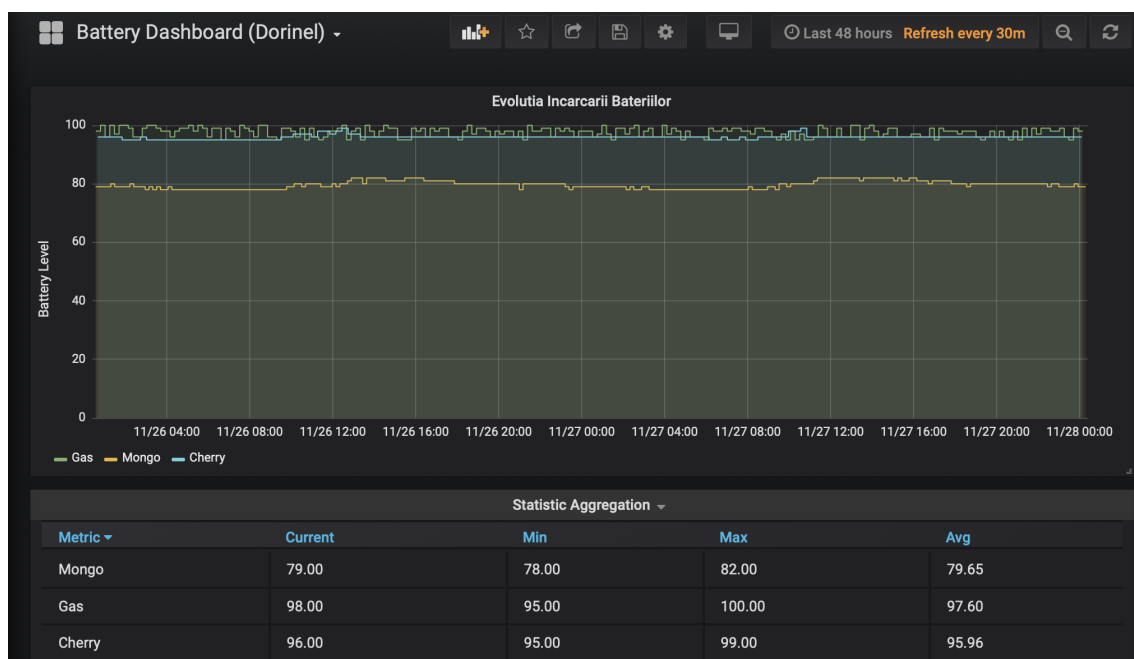 Battery Dashboard (Dorinel)
Last 48 hours Refresh every 30m
Evolutia Incarcarii Bateriilor
Battery Level
100
80
60
40
20
0
11/26 04:00 11/26 08:00 11/26 12:00 11/26 16:00 11/26 20:00 11/27 00:00 11/27 04:00 11/27 08:00 11/27 12:00 11/27 16:00 11/27 20:00 11/28 00:00
Gas Mongo Cherry
Statistic Aggregation
Metric Current Min Max Avg
Mongo 79.00 78.00 82.00 79.65
Gas 98.00 95.00 100.00 97.60
Cherry 96.00 95.00 99.00 95.96